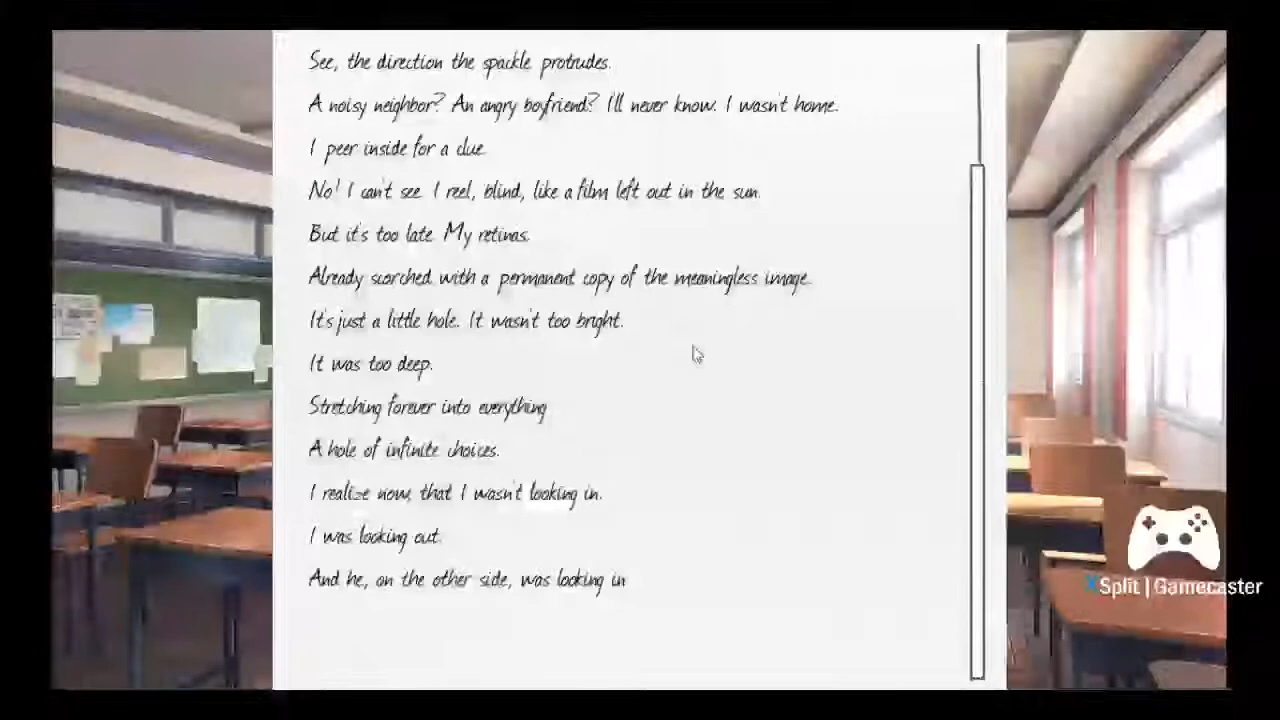 See, the direction the spackle protrudes.
A noisy neighbor? An angry boyfriend? I'll never know. I wasn't home.
I peer inside for a clue.
No! I can't see. I reel, blind, like a film left out in the sun.
But it's too late. My retinas.
Already scorched with a permanent copy of the meaningless image.
It's just a little hole. It wasn't too bright.
It was too deep.
Stretching forever into everything.
A hole of infinite choices.
I realize now, that I wasn't looking in.
I was looking out.
And he, on the other side, was looking in.
XSplit | Gamecaster